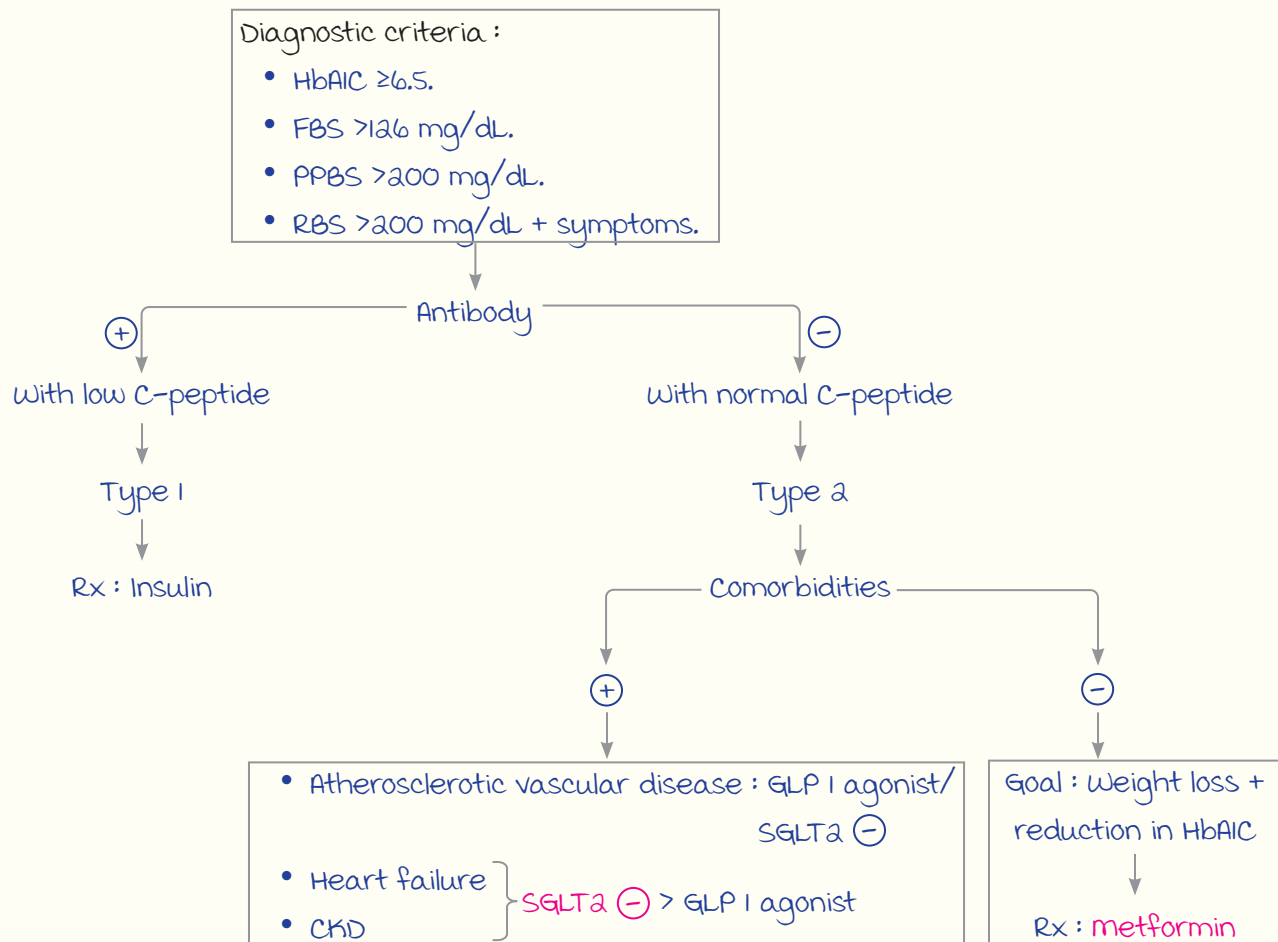 Diagnostic criteria :
• HbA1C ≥6.5.
• FBS >126 mg/dL.
• PPBS >200 mg/dL.
• RBS >200 mg/dL + symptoms.
Antibody
+
−
With low C-peptide
With normal C-peptide
Type 1
Type 2
Rx : Insulin
Comorbidities
+
−
• Atherosclerotic vascular disease : GLP 1 agonist/
SGLT2 −
• Heart failure
• CKD
SGLT2 − > GLP 1 agonist
Goal : Weight loss +
reduction in HbA1C
Rx : metformin